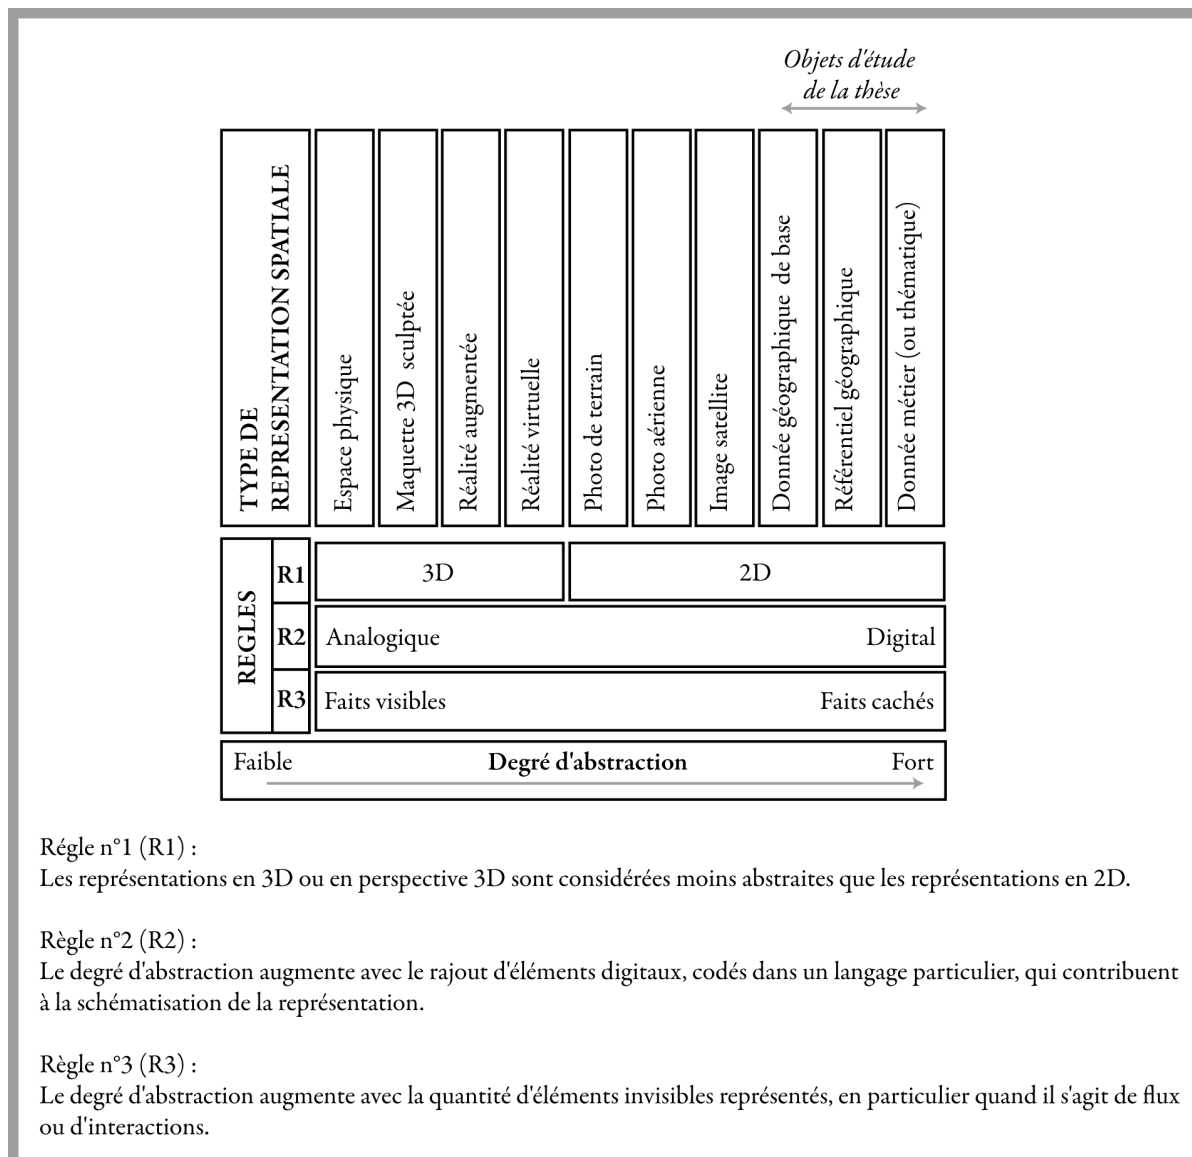 Objets d'étude
de la thèse
TYPE DE
REPRESENTATION SPATIALE
Espace physique
Maquette 3D sculptée
Réalité augmentée
Réalité virtuelle
Photo de terrain
Photo aérienne
Image satellite
Donnée géographique de base
Référentiel géographique
Donnée métier (ou thématique)
REGLES
R1
3D
2D
R2
Analogique
Digital
R3
Faits visibles
Faits cachés
Faible
Degré d'abstraction
Fort
Régle n°1 (R1) :
Les représentations en 3D ou en perspective 3D sont considérées moins abstraites que les représentations en 2D.
Règle n°2 (R2) :
Le degré d'abstraction augmente avec le rajout d'éléments digitaux, codés dans un langage particulier, qui contribuent
à la schématisation de la représentation.
Règle n°3 (R3) :
Le degré d'abstraction augmente avec la quantité d'éléments invisibles représentés, en particulier quand il s'agit de flux
ou d'interactions.